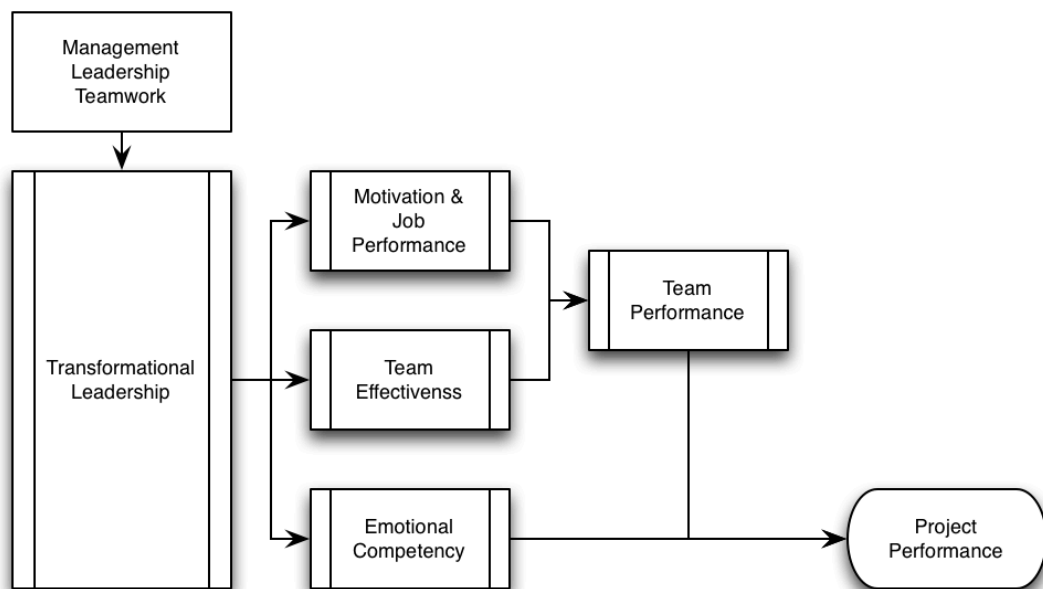 Management
Leadership
Teamwork
Transformational
Leadership
Motivation &
Job
Performance
Team
Effectivenss
Emotional
Competency
Team
Performance
Project
Performance